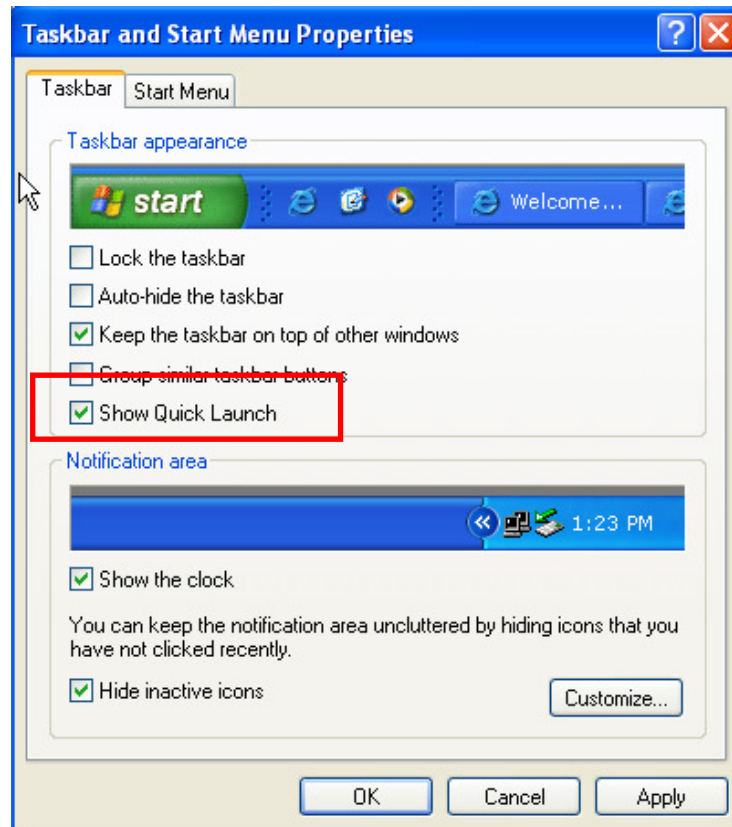 Taskbar and Start Menu Properties
Taskbar Start Menu
Taskbar appearance
start Welcome...
Lock the taskbar
Auto-hide the taskbar
Keep the taskbar on top of other windows
Group similar taskbar buttons
Show Quick Launch
Notification area
1:23 PM
Show the clock
You can keep the notification area uncluttered by hiding icons that you
have not clicked recently.
Hide inactive icons
Customize...
OK Cancel Apply